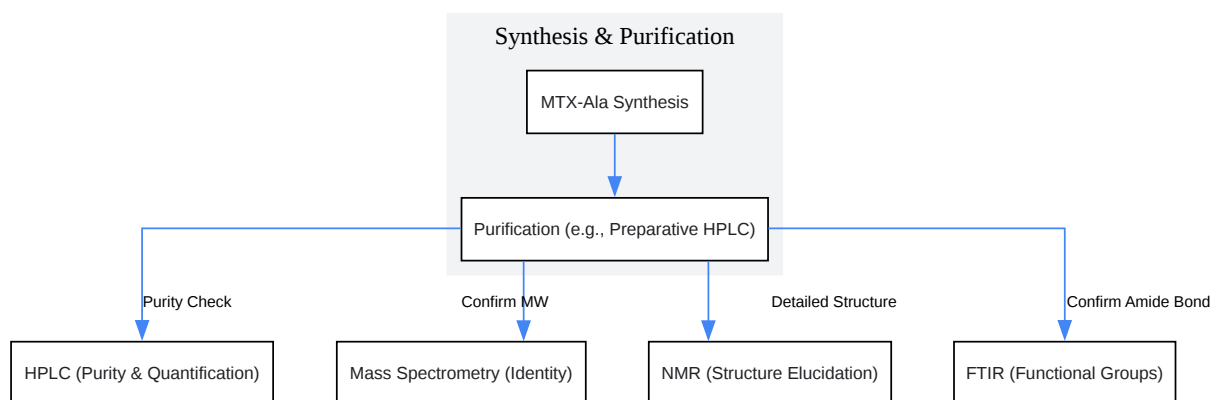 Synthesis & Purification
MTX-Ala Synthesis
Purification (e.g., Preparative HPLC)
Purity Check
Confirm MW
Detailed Structure
Confirm Amide Bond
HPLC (Purity & Quantification)
Mass Spectrometry (Identity)
NMR (Structure Elucidation)
FTIR (Functional Groups)